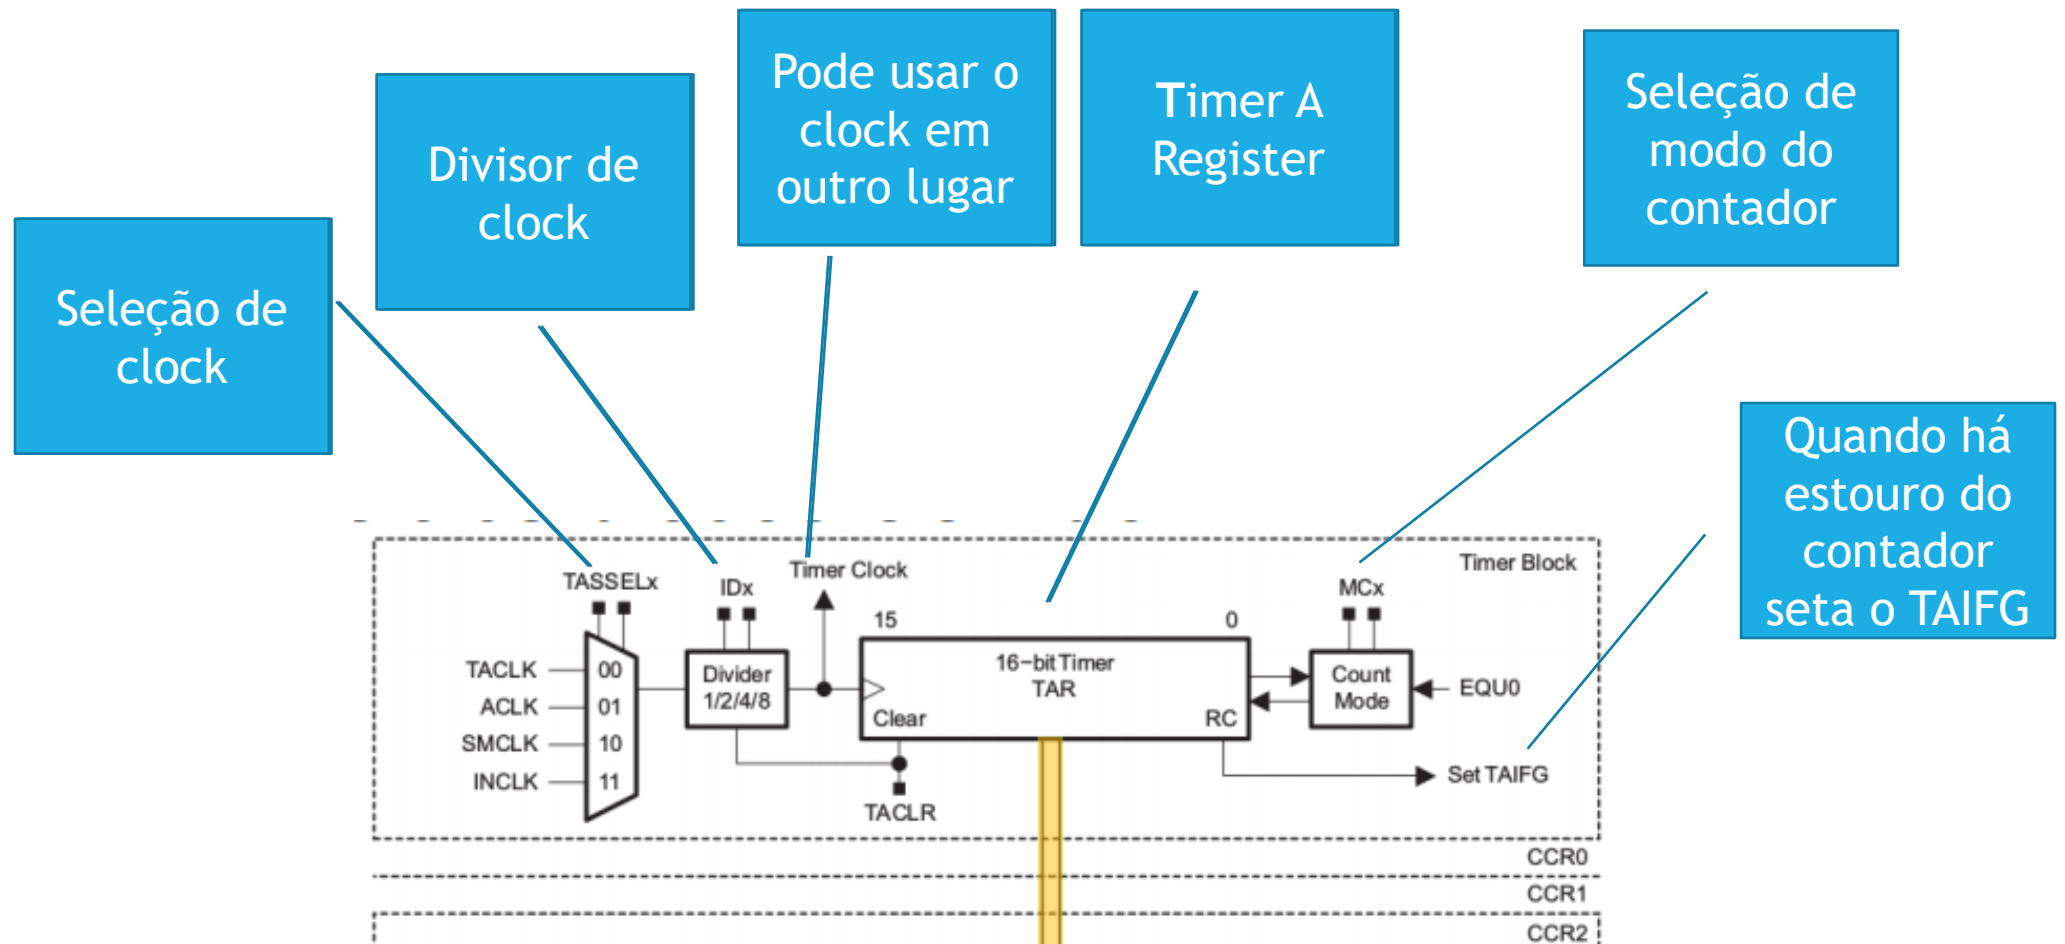 Seleção de
clock
Divisor de
clock
Pode usar o
clock em
outro lugar
Timer A
Register
Seleção de
modo do
contador
Quando há
estouro do
contador
seta o TAIFG
Timer Block
TASSELx
IDx
Timer Clock
15
0
MCx
TACLK
ACLK
SMCLK
INCLK
00
01
10
11
Divider
1/2/4/8
16-bit Timer
TAR
Clear
RC
Count
Mode
EQU0
Set TAIFG
TACLR
CCR0
CCR1
CCR2